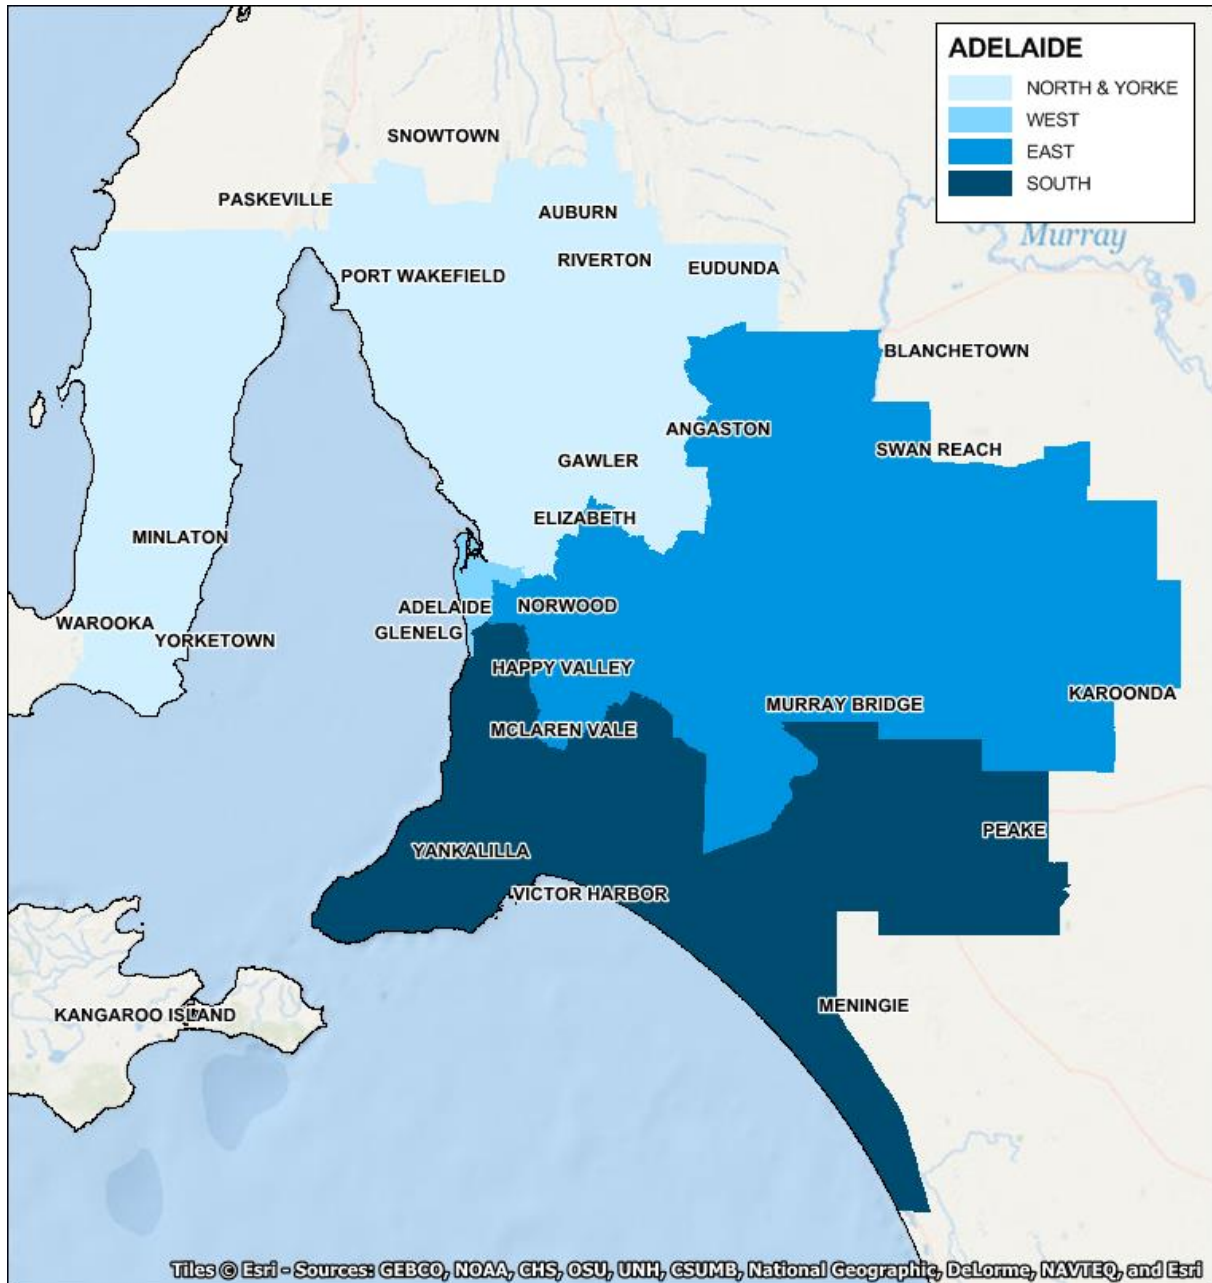 ADELAIDE
NORTH & YORKE
WEST
EAST
SOUTH
SNOWTOWN
PASKEVILLE
AUBURN
Murray
RIVERTON
EUDUNDA
PORT WAKEFIELD
BLANCHETOWN
ANGASTON
SWAN REACH
GAWLER
ELIZABETH
MINLATON
ADELAIDE
NORWOOD
WAROOKA
GLENELG
YORKETOWN
HAPPY VALLEY
KAROONDA
MURRAY BRIDGE
MCLAREN VALE
PEAKE
YANKALILLA
VICTOR HARBOR
MENINGIE
KANGAROO ISLAND
Tiles © Esri - Sources: GEBCO, NOAA, CHS, OSU, UNH, CSUMB, National Geographic, DeLorme, NAVTEQ, and Esri